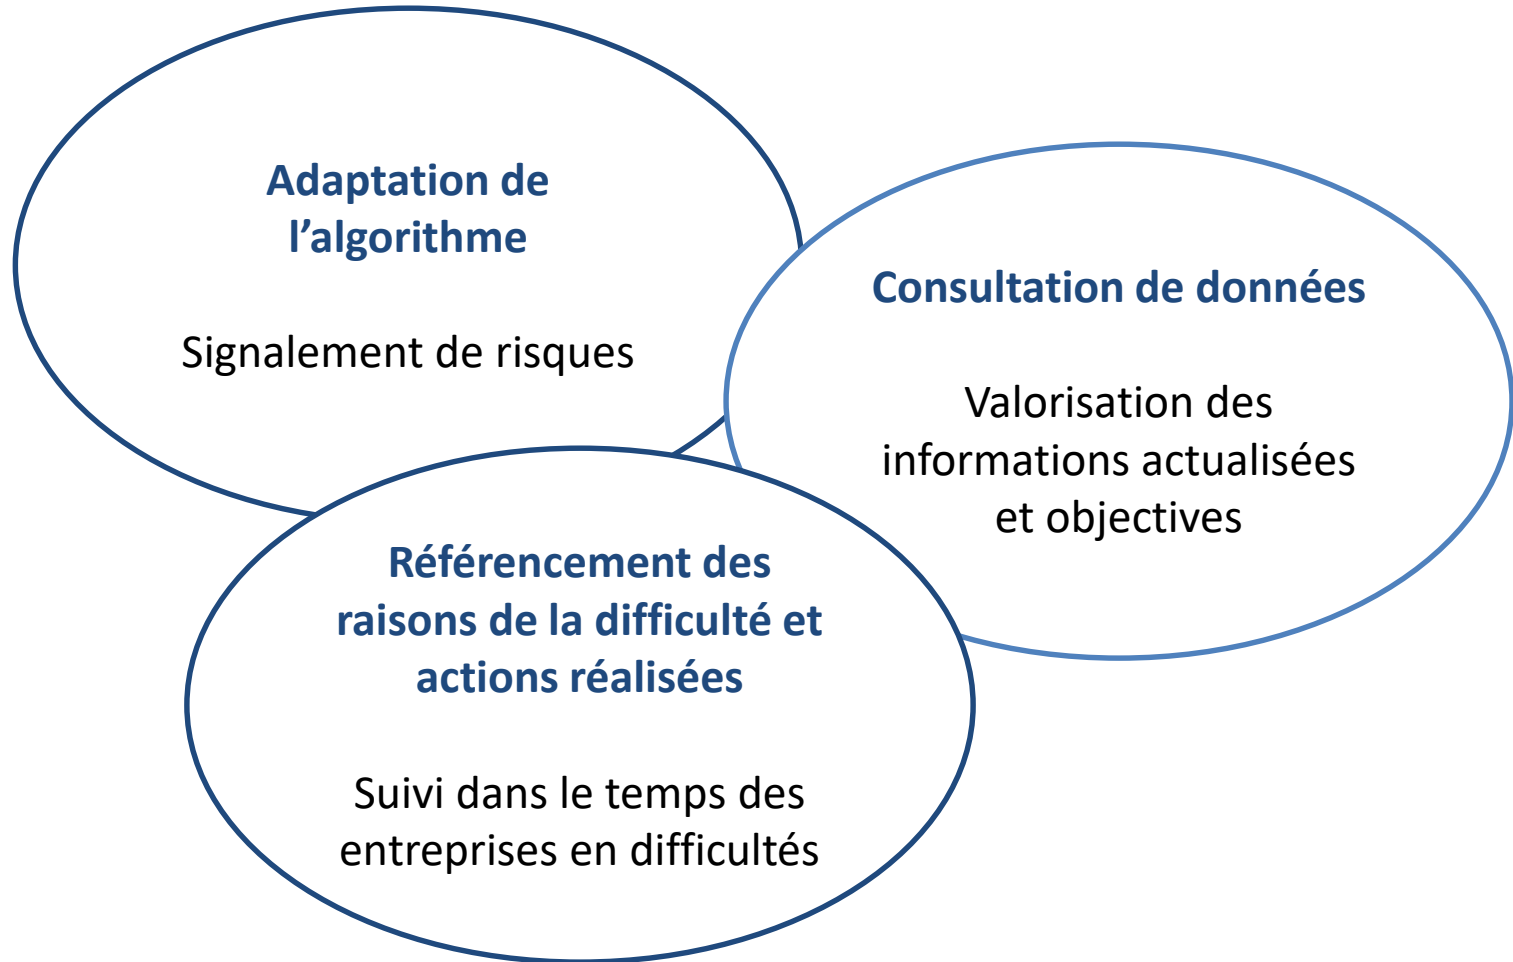 Adaptation de
l’algorithme
Signalement de risques
Consultation de données
Valorisation des
informations actualisées
et objectives
Référencement des
raisons de la difficulté et
actions réalisées
Suivi dans le temps des
entreprises en difficultés